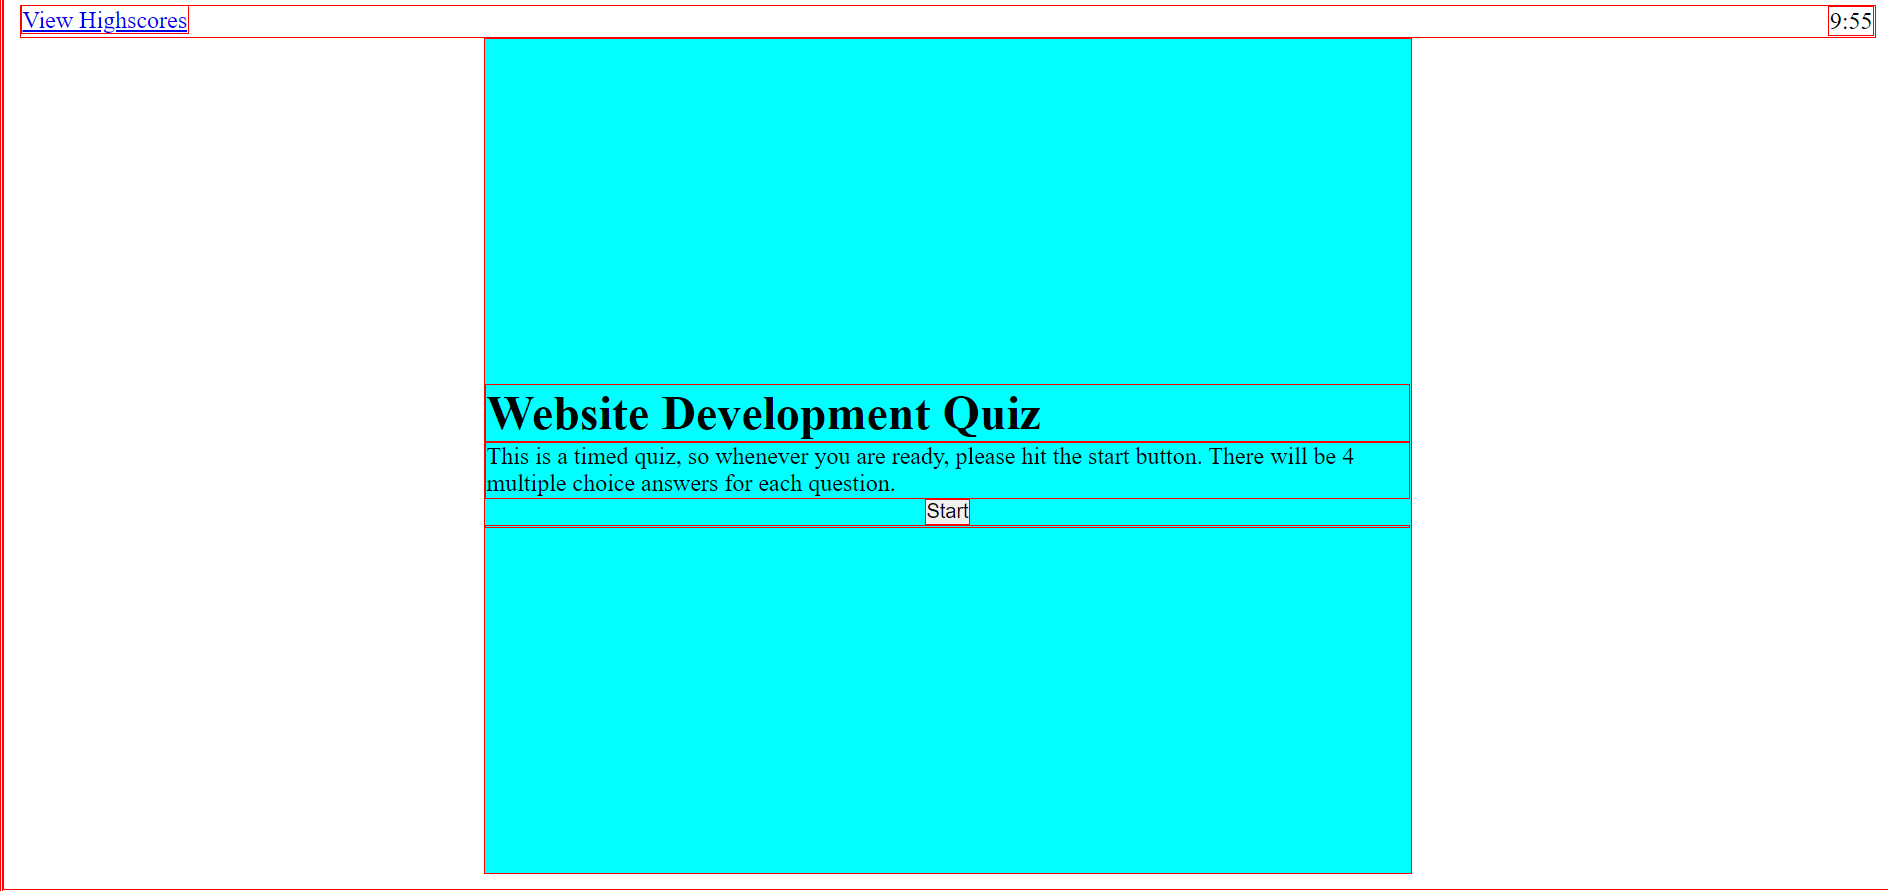 View Highscores
9:55
Website Development Quiz
This is a timed quiz, so whenever you are ready, please hit the start button. There will be 4
multiple choice answers for each question.
Start